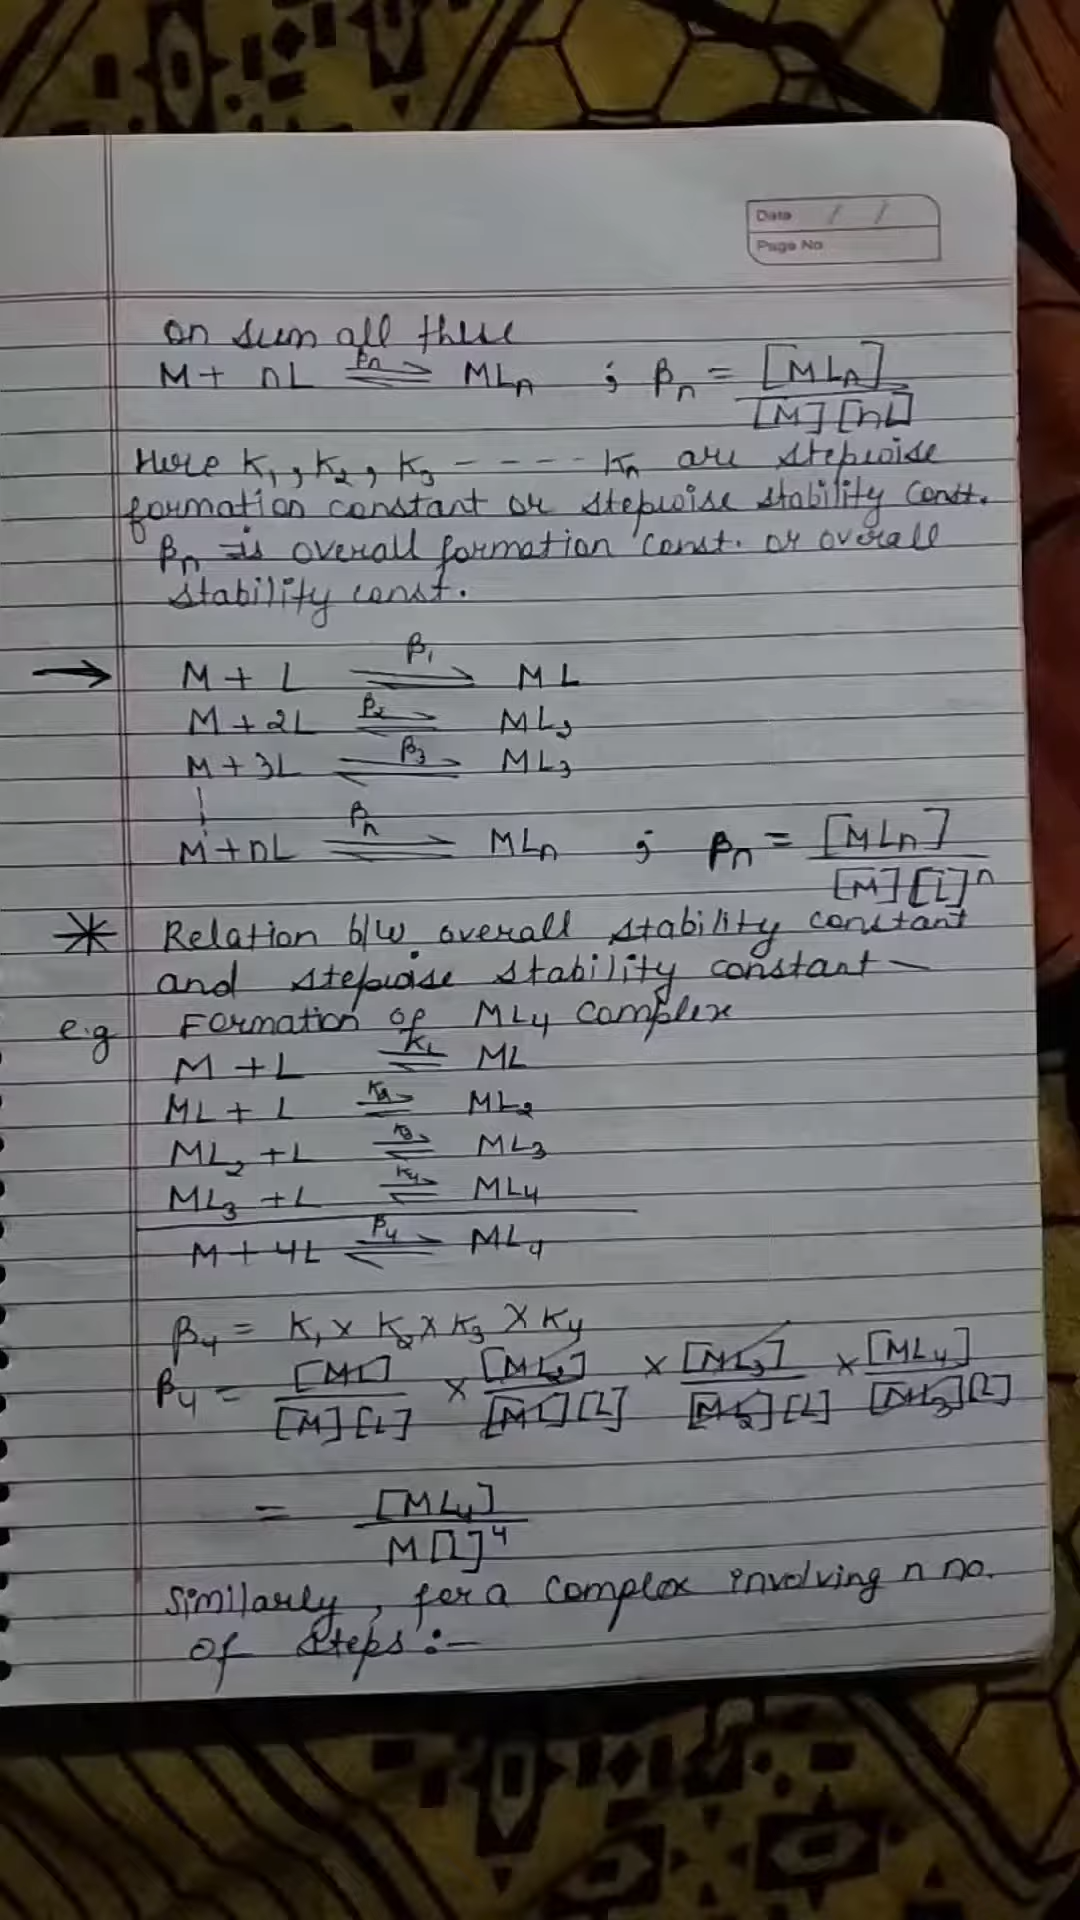 Date / /
Page No
on sum all these
M + nL ⇌ βn MLn ; βn = [MLn] / [M][nL]
Here K1, K2, K3 ---- Kn are stepwise
formation constant or stepwise stability const.
βn is overall formation const. or overall
stability const.
→ M + L ⇌ β1 ML
M + 2L ⇌ β2 ML3
M + 3L ⇌ β3 ML3
M + nL ⇌ βn MLn ; βn = [MLn] / [M][L]^n
* Relation b/w overall stability constant
and stepwise stability constant –
e.g Formation of ML4 complex
M + L ⇌ K1 ML
ML + L ⇌ K2 ML2
ML2 + L ⇌ K3 ML3
ML3 + L ⇌ K4 ML4
M + 4L ⇌ β4 ML4
β4 = K1 × K2 × K3 × K4
β4 = [ML] / [M][L] × [ML2] / [ML][L] × [ML3] / [ML2][L] × [ML4] / [ML3][L]
= [ML4] / M[L]^4
Similarly, for a complex involving n no.
of steps :–